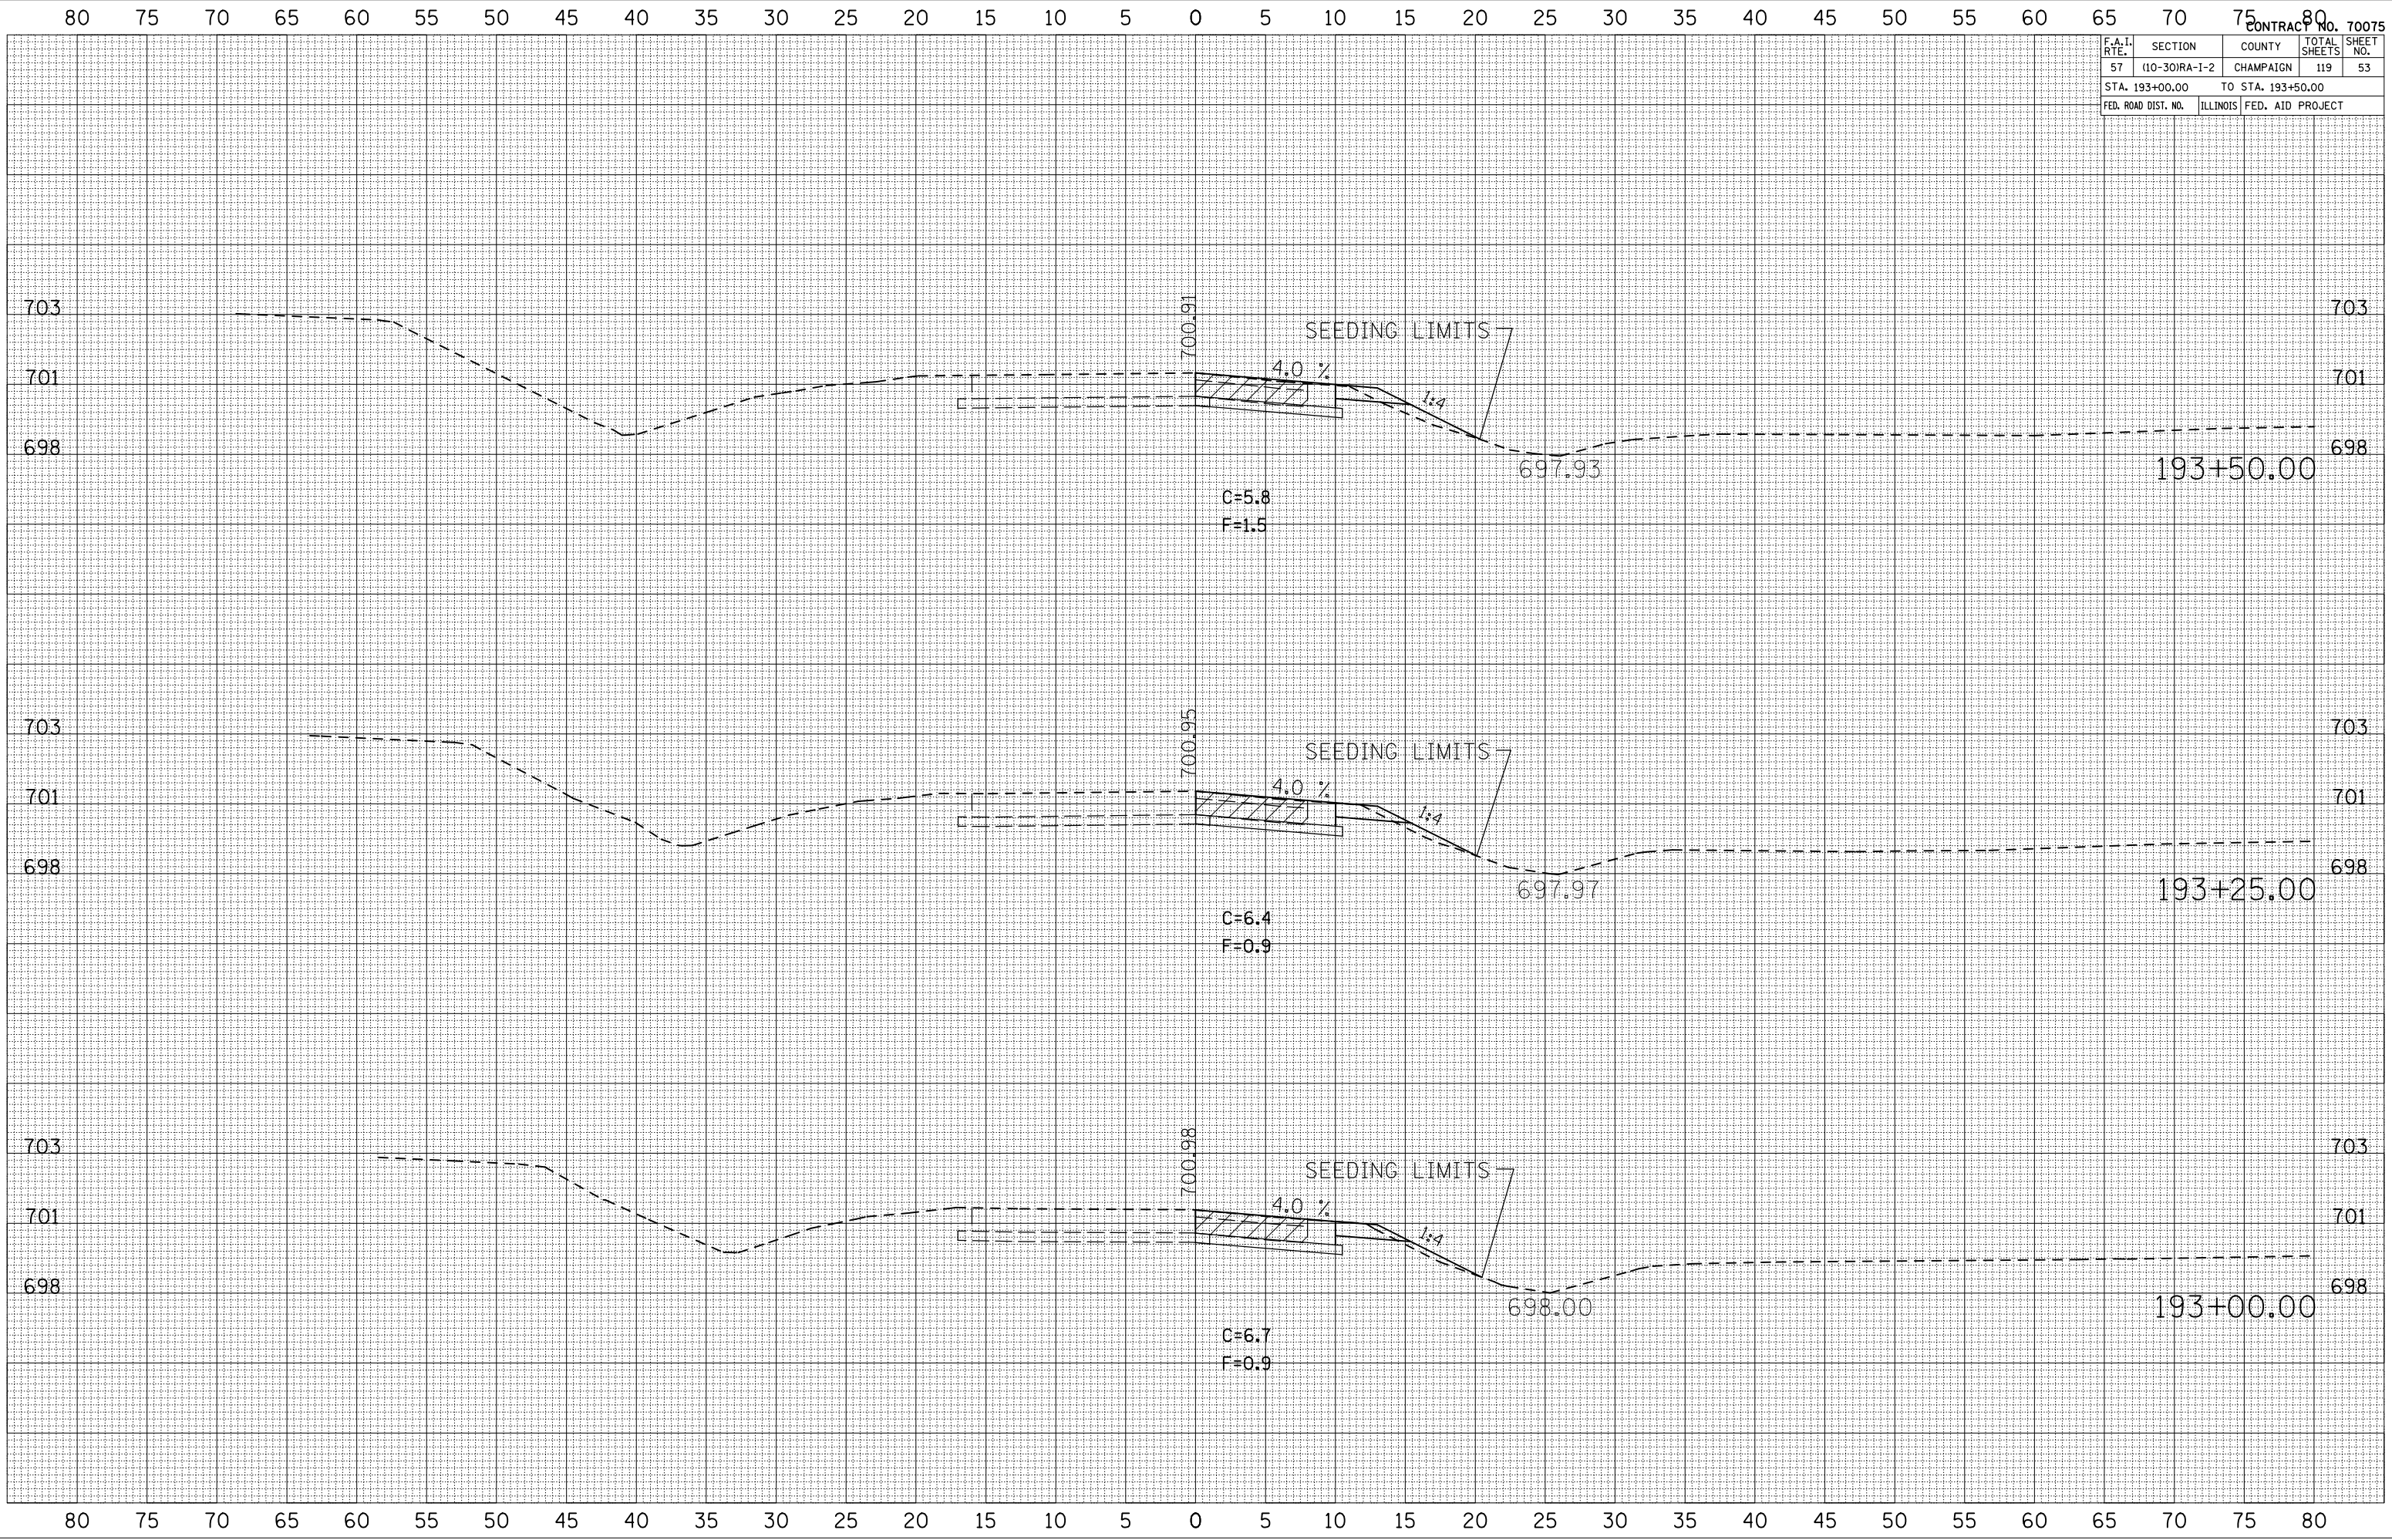 80 75 70 65 60 55 50 45 40 35 30 25 20 15 10 5 0 5 10 15 20 25 30 35 40 45 50 55 60 65 70 75 80
CONTRACT NO. 70075
F.A.I. RTE. SECTION COUNTY TOTAL SHEETS SHEET NO.
57 (10-30)RA-I-2 CHAMPAIGN 119 53
STA. 193+00.00 TO STA. 193+50.00
FED. ROAD DIST. NO. ILLINOIS FED. AID PROJECT
703 700.91 703
SEEDING LIMITS
4.0 %
701 701
1:4
698 698
697.93 193+50.00
C=5.8
F=1.5
703 700.95 703
SEEDING LIMITS
4.0 %
701 701
1:4
698 698
697.97 193+25.00
C=6.4
F=0.9
703 700.98 703
SEEDING LIMITS
4.0 %
701 701
1:4
698 698
698.00 193+00.00
C=6.7
F=0.9
80 75 70 65 60 55 50 45 40 35 30 25 20 15 10 5 0 5 10 15 20 25 30 35 40 45 50 55 60 65 70 75 80